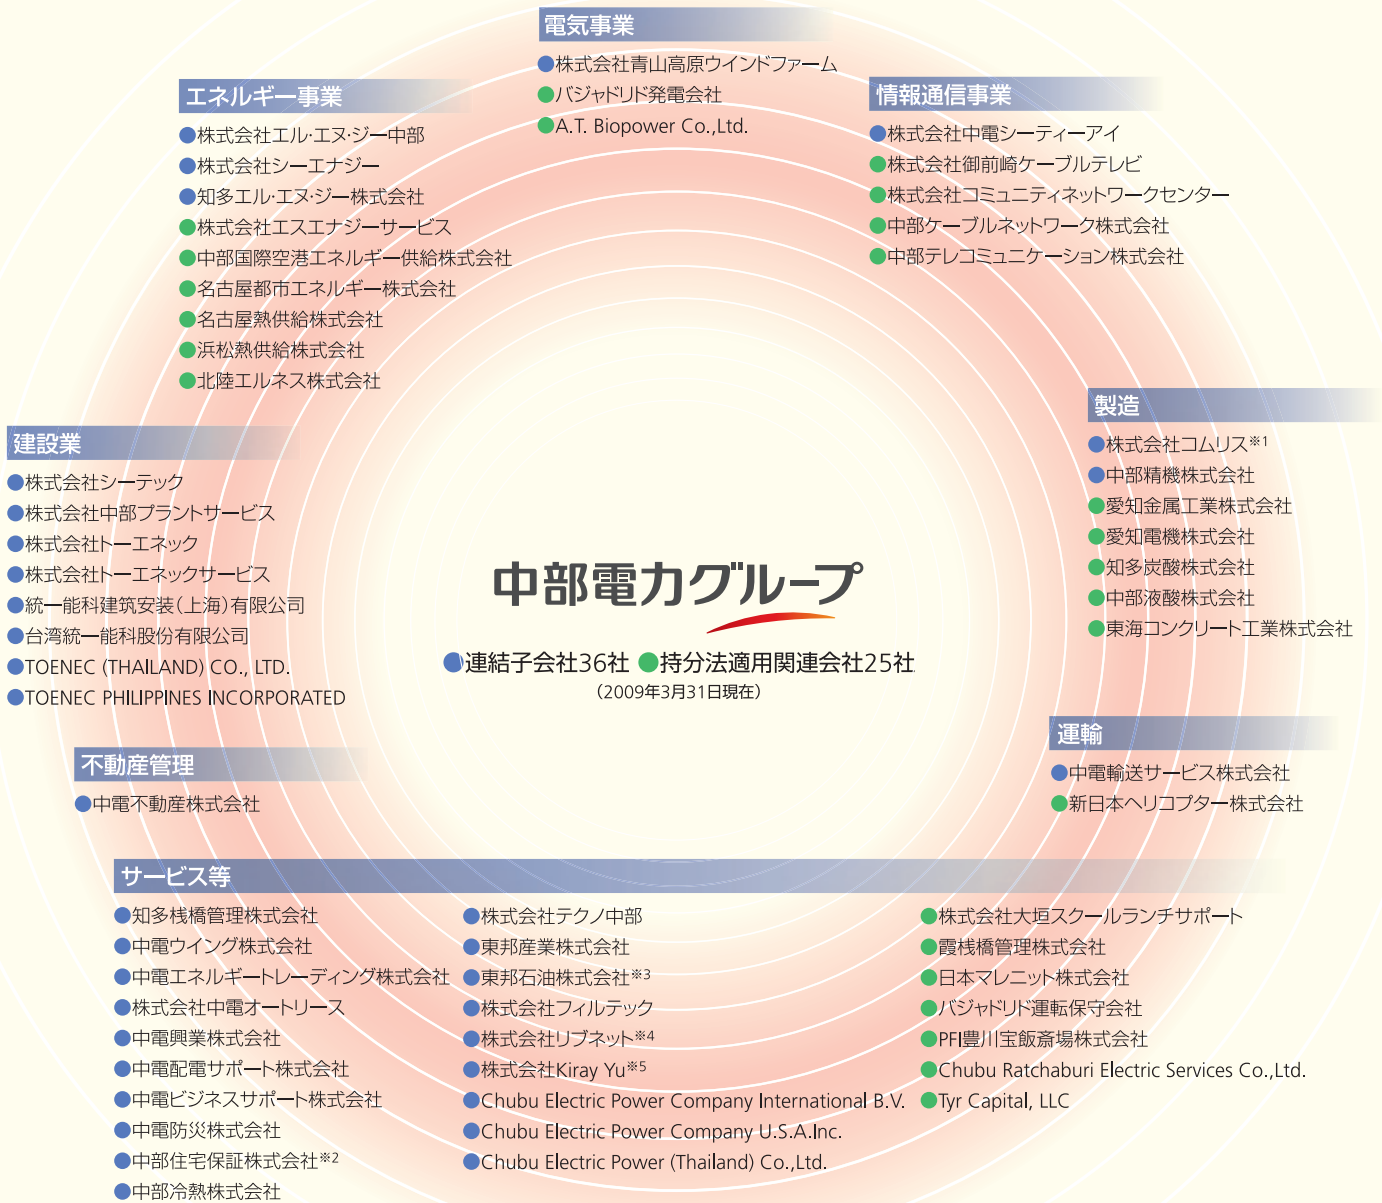 電気事業
●株式会社青山高原ウインドファーム
●バジャドリド発電会社
●A.T. Biopower Co.,Ltd.
エネルギー事業
●株式会社エル・エヌ・ジー中部
●株式会社シーエナジー
●知多エル・エヌ・ジー株式会社
●株式会社エスエナジーサービス
●中部国際空港エネルギー供給株式会社
●名古屋都市エネルギー株式会社
●名古屋熱供給株式会社
●浜松熱供給株式会社
●北陸エルネス株式会社
情報通信事業
●株式会社中電シーティーアイ
●株式会社御前崎ケーブルテレビ
●株式会社コミュニティネットワークセンター
●中部ケーブルネットワーク株式会社
●中部テレコミュニケーション株式会社
製造
●株式会社コムリス※1
●中部精機株式会社
●愛知金属工業株式会社
●愛知電機株式会社
●知多炭酸株式会社
●中部液酸株式会社
●東海コンクリート工業株式会社
建設業
●株式会社シーテック
●株式会社中部プラントサービス
●株式会社トーエネック
●株式会社トーエネックサービス
●統一能科建筑安装（上海）有限公司
●台湾統一能科股份有限公司
●TOENEC (THAILAND) CO., LTD.
●TOENEC PHILIPPINES INCORPORATED
中部電力グループ
●連結子会社36社 ●持分法適用関連会社25社
（2009年3月31日現在）
運輸
●中電輸送サービス株式会社
●新日本ヘリコプター株式会社
不動産管理
●中電不動産株式会社
サービス等
●知多桟橋管理株式会社
●中電ウイング株式会社
●中電エネルギートレーディング株式会社
●株式会社中電オートリース
●中電興業株式会社
●中電配電サポート株式会社
●中電ビジネスサポート株式会社
●中電防災株式会社
●中部住宅保証株式会社※2
●中部冷熱株式会社
●株式会社テクノ中部
●東邦産業株式会社
●東邦石油株式会社※3
●株式会社フィルテック
●株式会社リブネット※4
●株式会社Kiray Yu※5
●Chubu Electric Power Company International B.V.
●Chubu Electric Power Company U.S.A.Inc.
●Chubu Electric Power (Thailand) Co.,Ltd.
●株式会社大垣スクールランチサポート
●霞桟橋管理株式会社
●日本マレニット株式会社
●バジャドリド運転保守会社
●PFI豊川宝飯斎場株式会社
●Chubu Ratchaburi Electric Services Co.,Ltd.
●Tyr Capital, LLC